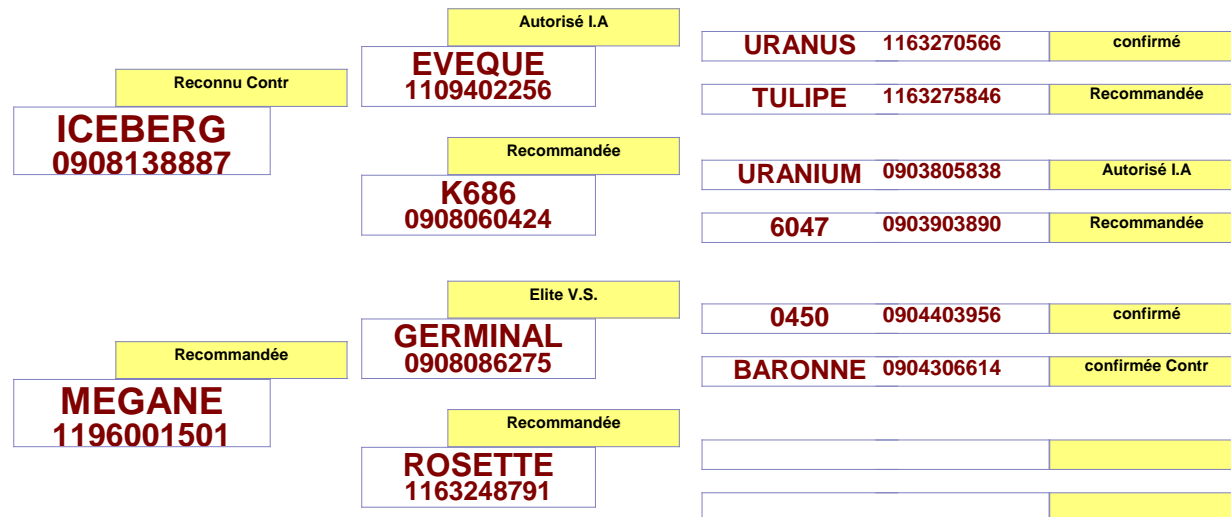 Reconnu Contr
ICEBERG
0908138887
Autorisé I.A
EVEQUE
1109402256
URANUS 1163270566 confirmé
TULIPE 1163275846 Recommandée
Recommandée
K686
0908060424
URANIUM 0903805838 Autorisé I.A
6047 0903903890 Recommandée
Recommandée
MEGANE
1196001501
Elite V.S.
GERMINAL
0908086275
0450 0904403956 confirmé
BARONNE 0904306614 confirmée Contr
Recommandée
ROSETTE
1163248791